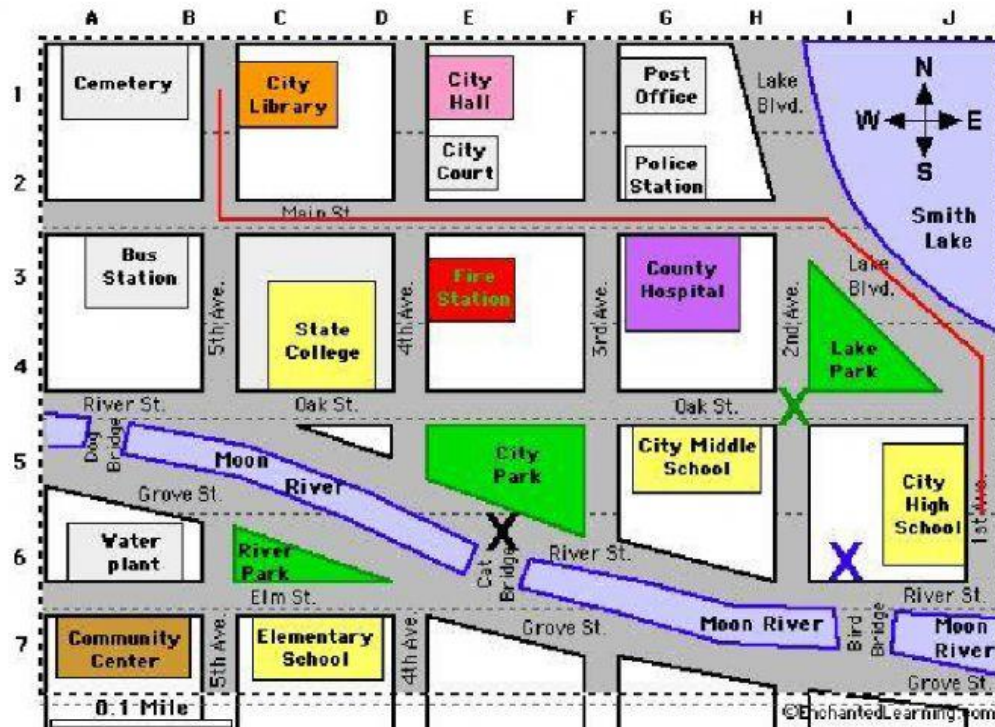 A B C D E F G H I J
1
Cemetery
City
Library
City
Hall
Post
Office
Lake
Blvd.
N
W E
S
2
City
Court
Police
Station
Main St.
Smith
Lake
3
Bus
Station
5th Ave.
State
College
4th Ave.
Fire
Station
3rd Ave.
County
Hospital
2nd Ave.
Lake
Blvd.
Lake
Park
4
River St.
Oak St.
Oak St.
X
5
Dog
Bridge
Moon
River
City
Park
City Middle
School
City
High
School
1st Ave.
Grove St.
6
Water
plant
River
Park
X
Cat
Bridge
River St.
X
Elm St.
River St.
7
Community
Center
5th Ave.
Elementary
School
4th Ave.
Grove St.
Moon River
Bird
Bridge
Moon
River
Grove St.
0.1 Mile
©EnchantedLearning.com